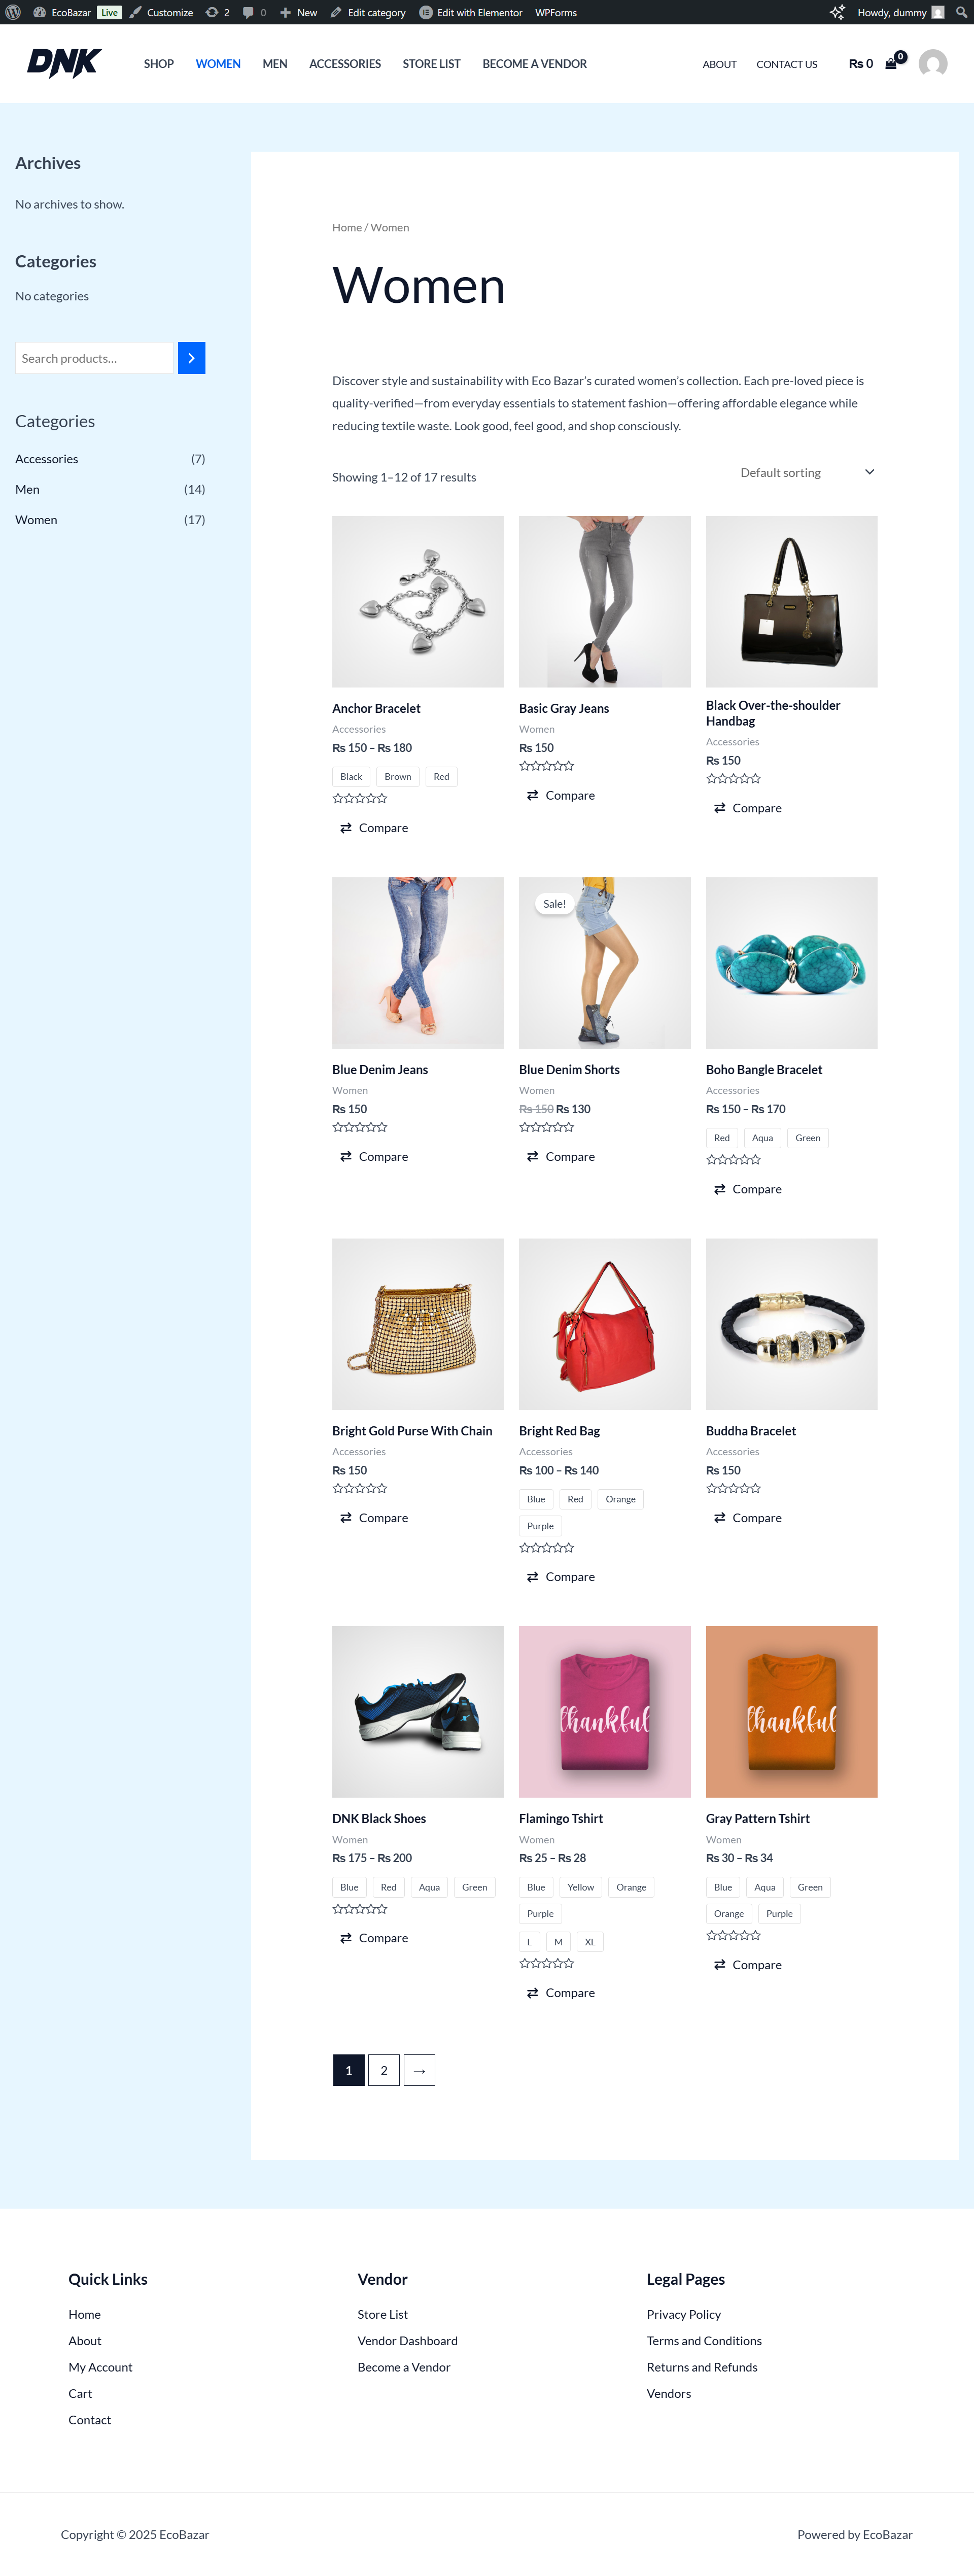 EcoBazar Live Customize 2 0 New Edit category Edit with Elementor WPForms Howdy, dummy
DNK SHOP WOMEN MEN ACCESSORIES STORE LIST BECOME A VENDOR ABOUT CONTACT US ₨ 0 0
Archives
No archives to show.
Categories
No categories
Search products…
Categories
Accessories (7)
Men (14)
Women (17)
Home / Women
Women
Discover style and sustainability with Eco Bazar’s curated women’s collection. Each pre-loved piece is
quality-verified—from everyday essentials to statement fashion—offering affordable elegance while
reducing textile waste. Look good, feel good, and shop consciously.
Showing 1–12 of 17 results
Default sorting
Anchor Bracelet
Accessories
₨ 150 – ₨ 180
Black Brown Red
Compare
Basic Gray Jeans
Women
₨ 150
Compare
Black Over-the-shoulder
Handbag
Accessories
₨ 150
Compare
Blue Denim Jeans
Women
₨ 150
Compare
Sale!
Blue Denim Shorts
Women
₨ 150 ₨ 130
Compare
Boho Bangle Bracelet
Accessories
₨ 150 – ₨ 170
Red Aqua Green
Compare
Bright Gold Purse With Chain
Accessories
₨ 150
Compare
Bright Red Bag
Accessories
₨ 100 – ₨ 140
Blue Red Orange
Purple
Compare
Buddha Bracelet
Accessories
₨ 150
Compare
DNK Black Shoes
Women
₨ 175 – ₨ 200
Blue Red Aqua Green
Compare
thankful
Flamingo Tshirt
Women
₨ 25 – ₨ 28
Blue Yellow Orange
Purple
L M XL
Compare
thankful
Gray Pattern Tshirt
Women
₨ 30 – ₨ 34
Blue Aqua Green
Orange Purple
Compare
1 2 →
Quick Links
Home
About
My Account
Cart
Contact
Vendor
Store List
Vendor Dashboard
Become a Vendor
Legal Pages
Privacy Policy
Terms and Conditions
Returns and Refunds
Vendors
Copyright © 2025 EcoBazar
Powered by EcoBazar